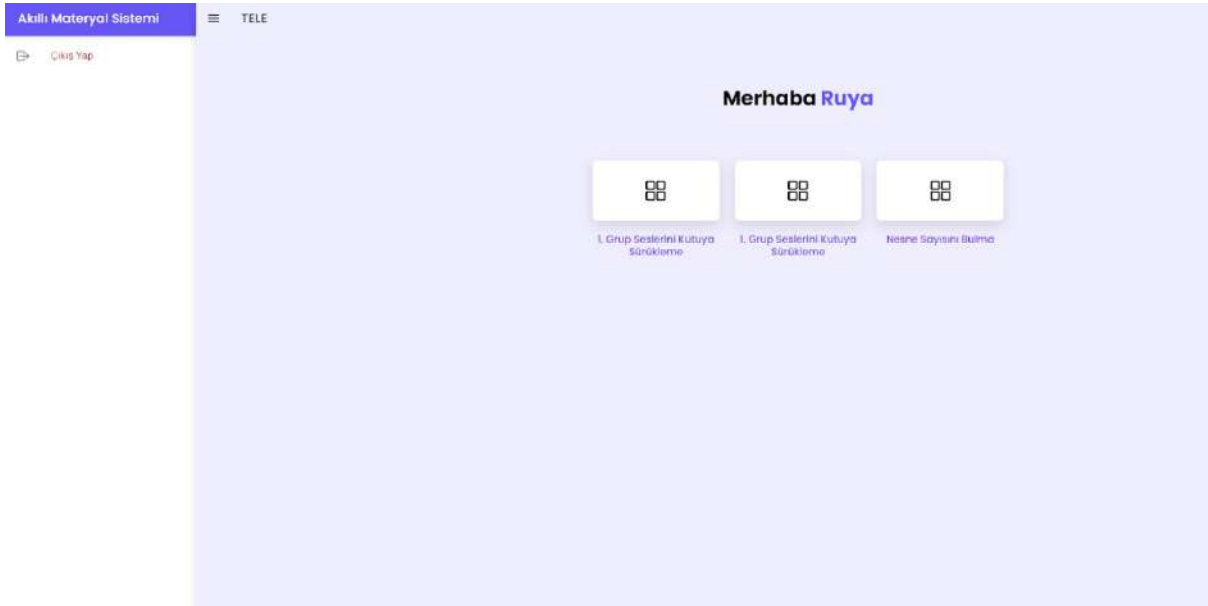 Akıllı Materyal Sistemi
TELE
Çıkış Yap
Merhaba Ruya
1. Grup Seslerini Kutuya
Sürükleme
1. Grup Seslerini Kutuya
Sürükleme
Nesne Sayısını Bulma